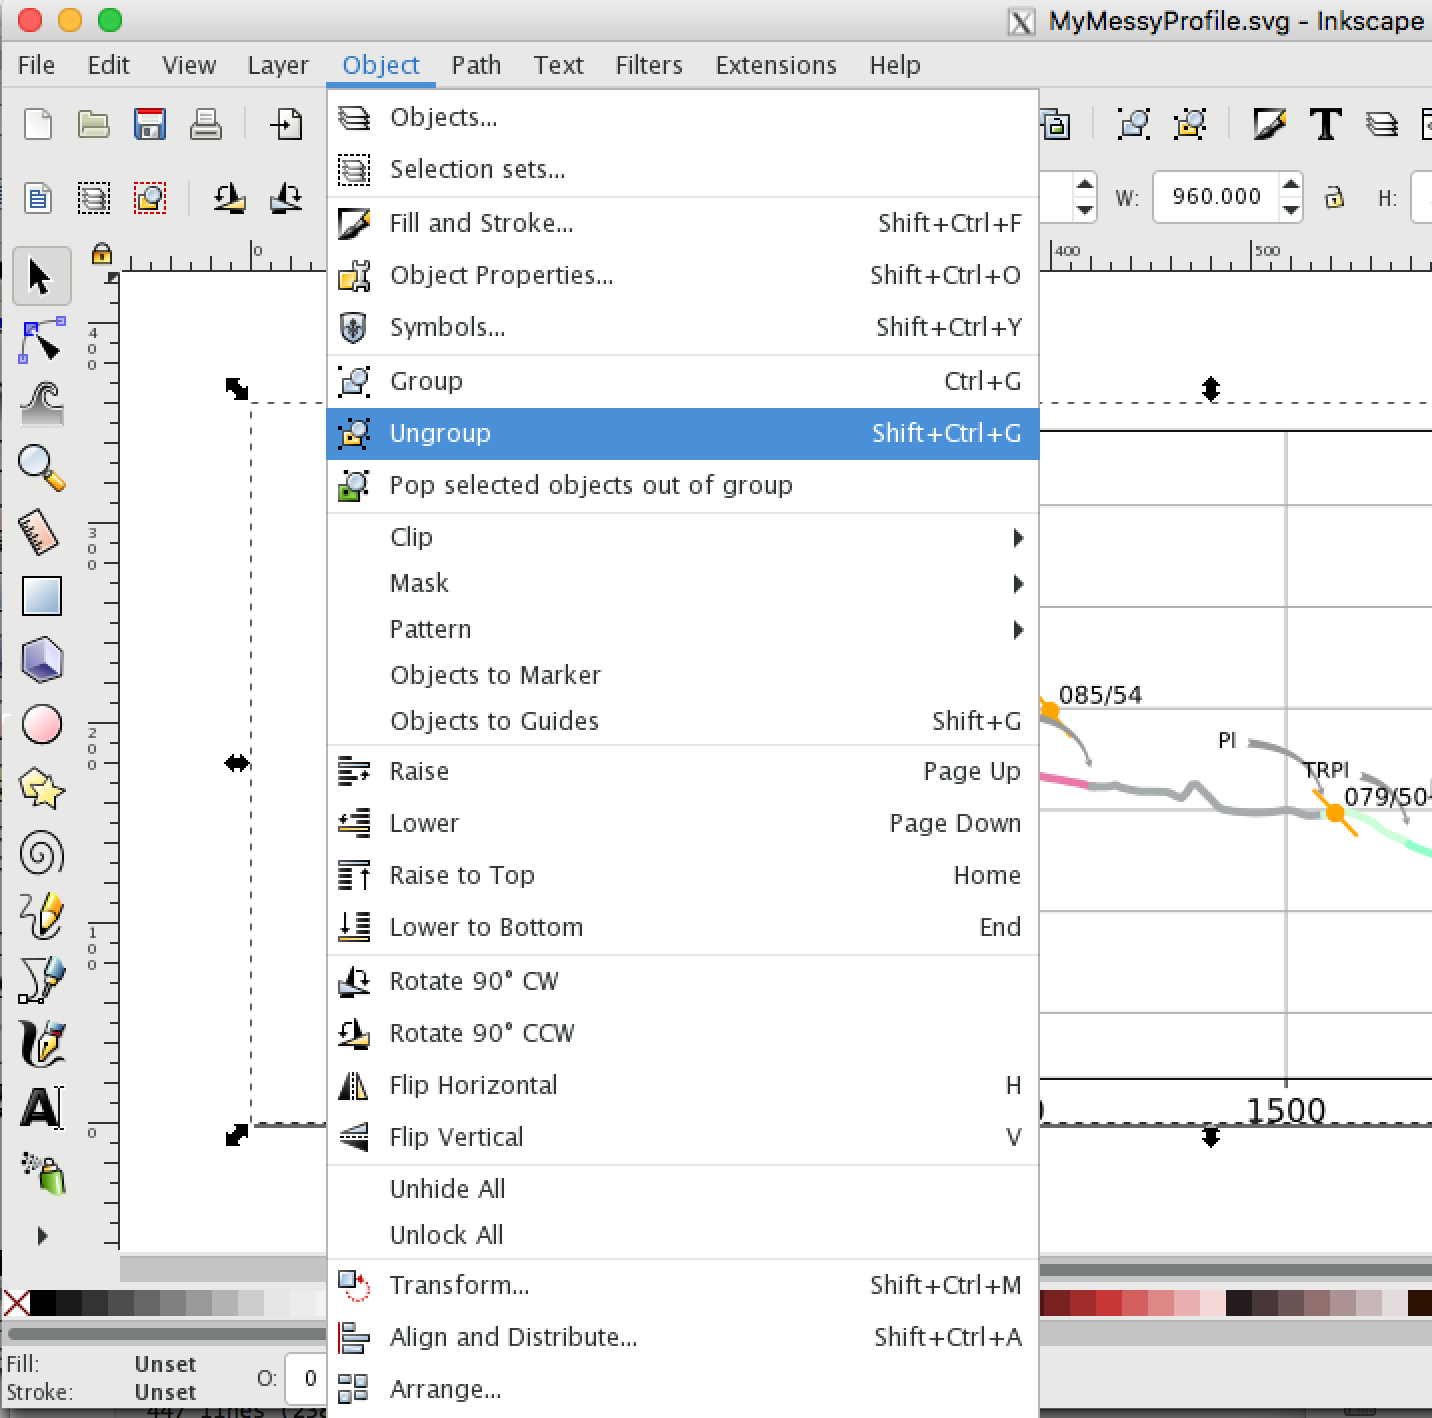 MyMessyProfile.svg - Inkscape
File Edit View Layer Object Path Text Filters Extensions Help
Objects...
Selection sets...
W: 960.000 H:
Fill and Stroke... Shift+Ctrl+F
0 400 500
Object Properties... Shift+Ctrl+O
Symbols... Shift+Ctrl+Y
400
Group Ctrl+G
Ungroup Shift+Ctrl+G
Pop selected objects out of group
300
Clip
Mask
Pattern
Objects to Marker
085/54
Objects to Guides Shift+G
200
PI
Raise Page Up
TRPI
079/50
Lower Page Down
Raise to Top Home
Lower to Bottom End
100
Rotate 90° CW
Rotate 90° CCW
Flip Horizontal H
1500
Flip Vertical V
0
Unhide All
Unlock All
Transform... Shift+Ctrl+M
Align and Distribute... Shift+Ctrl+A
Fill: Unset
O: 0
Stroke: Unset
Arrange...